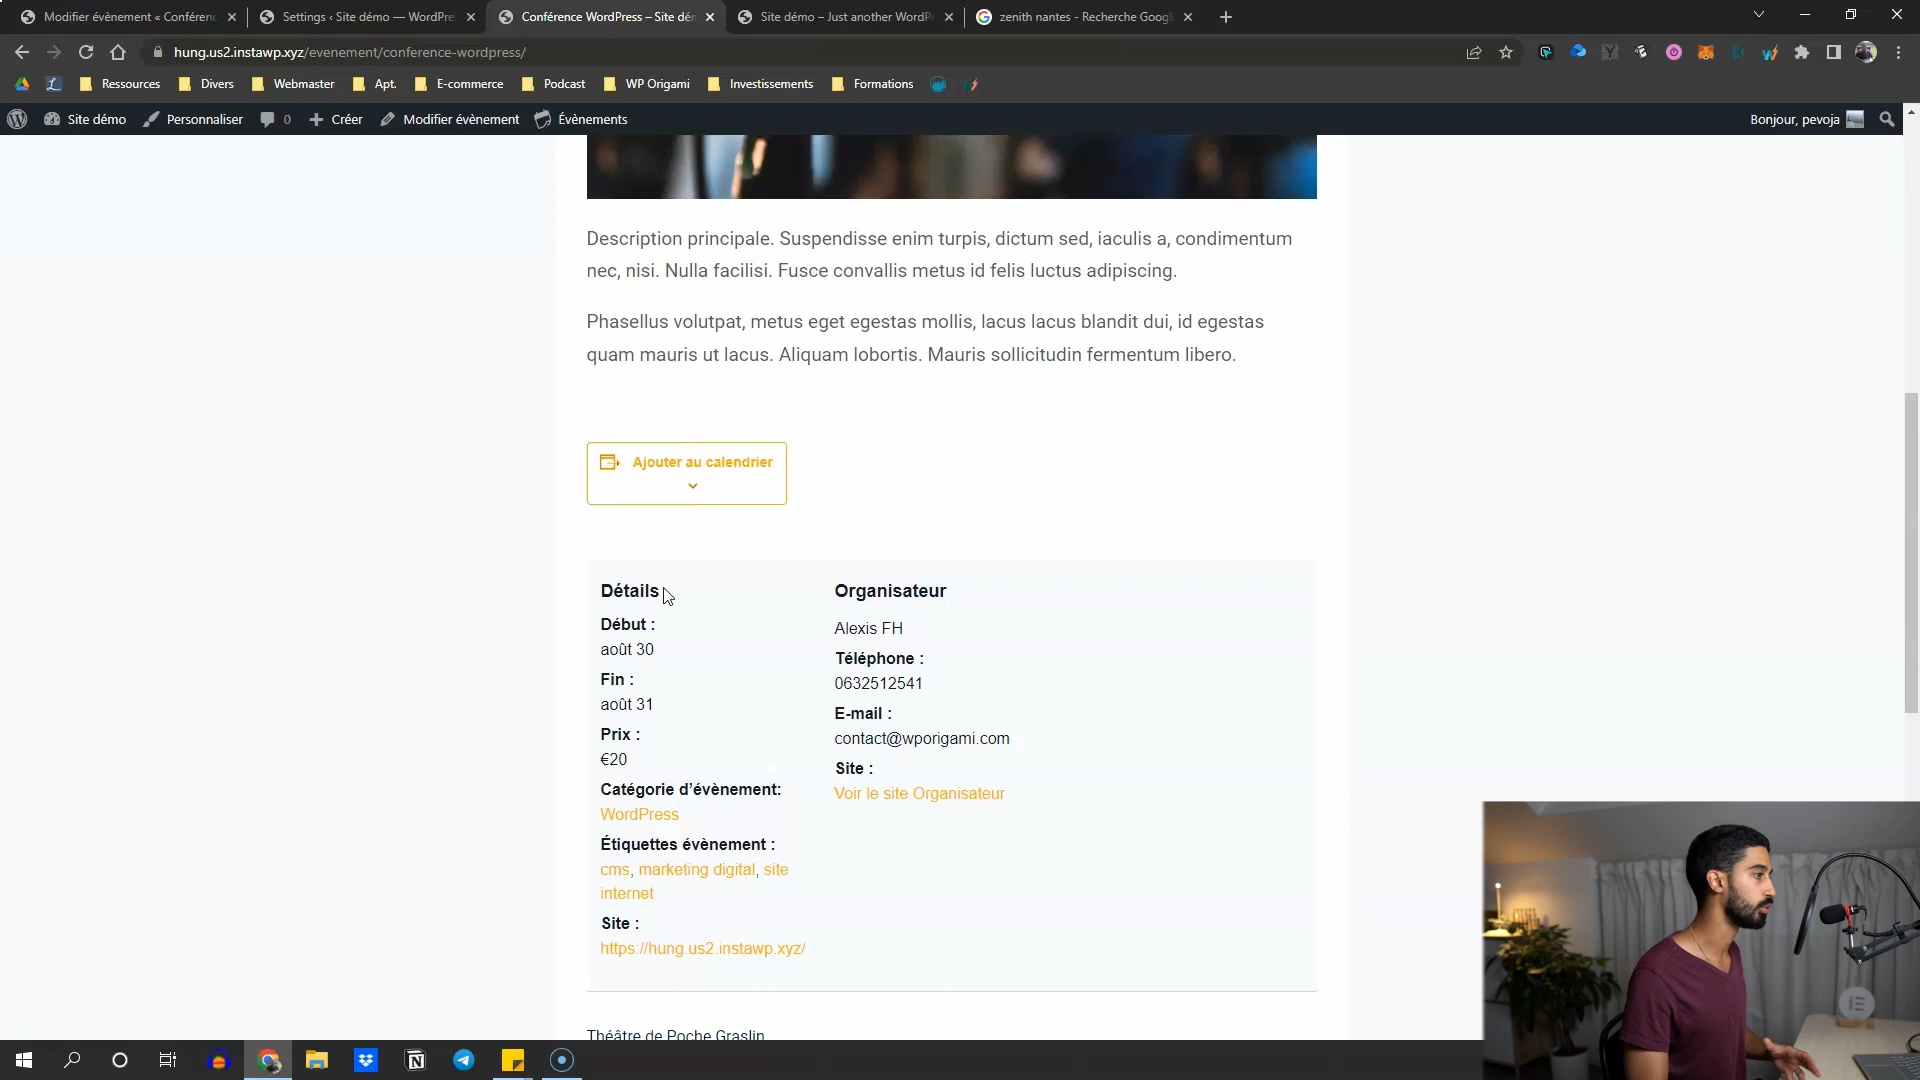 Modifier évènement « Conférenc
Settings ‹ Site démo — WordPre
Conférence WordPress – Site dé
Site démo – Just another WordP
zenith nantes - Recherche Googl
hung.us2.instawp.xyz/evenement/conference-wordpress/
Ressources
Divers
Webmaster
Apt.
E-commerce
Podcast
WP Origami
Investissements
Formations
Site démo
Personnaliser
0
Créer
Modifier évènement
Évènements
Bonjour, pevoja
Description principale. Suspendisse enim turpis, dictum sed, iaculis a, condimentum
nec, nisi. Nulla facilisi. Fusce convallis metus id felis luctus adipiscing.
Phasellus volutpat, metus eget egestas mollis, lacus lacus blandit dui, id egestas
quam mauris ut lacus. Aliquam lobortis. Mauris sollicitudin fermentum libero.
Ajouter au calendrier
Détails
Début :
août 30
Fin :
août 31
Prix :
€20
Catégorie d’évènement:
WordPress
Étiquettes évènement :
cms, marketing digital, site
internet
Site :
https://hung.us2.instawp.xyz/
Organisateur
Alexis FH
Téléphone :
0632512541
E-mail :
contact@wporigami.com
Site :
Voir le site Organisateur
Théâtre de Poche Graslin